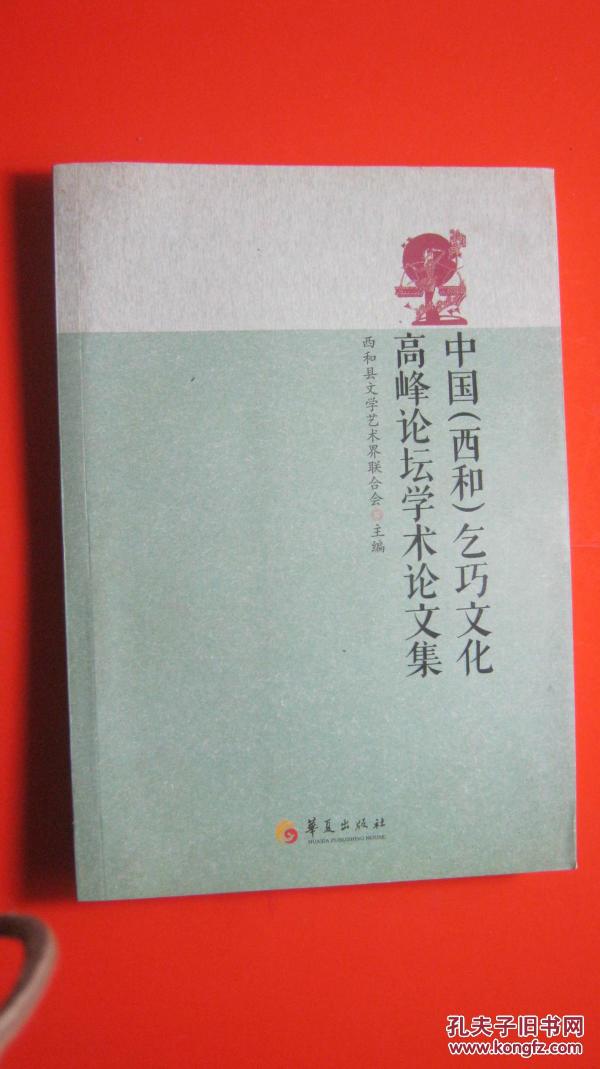 中国(西和)乞巧文化
高峰论坛学术论文集
西和县文学艺术界联合会 主编
華夏出版社
HUAXIA PUBLISHING HOUSE
孔夫子旧书网
www.kongfz.com